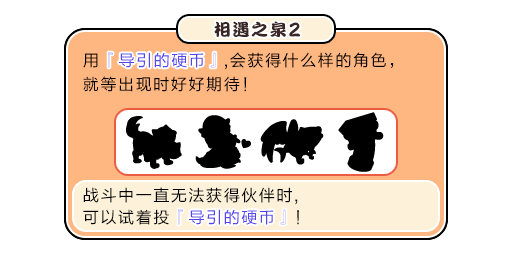 相遇之泉2
用『导引的硬币』,会获得什么样的角色，
就等出现时好好期待！
战斗中一直无法获得伙伴时,
可以试着投『导引的硬币』！